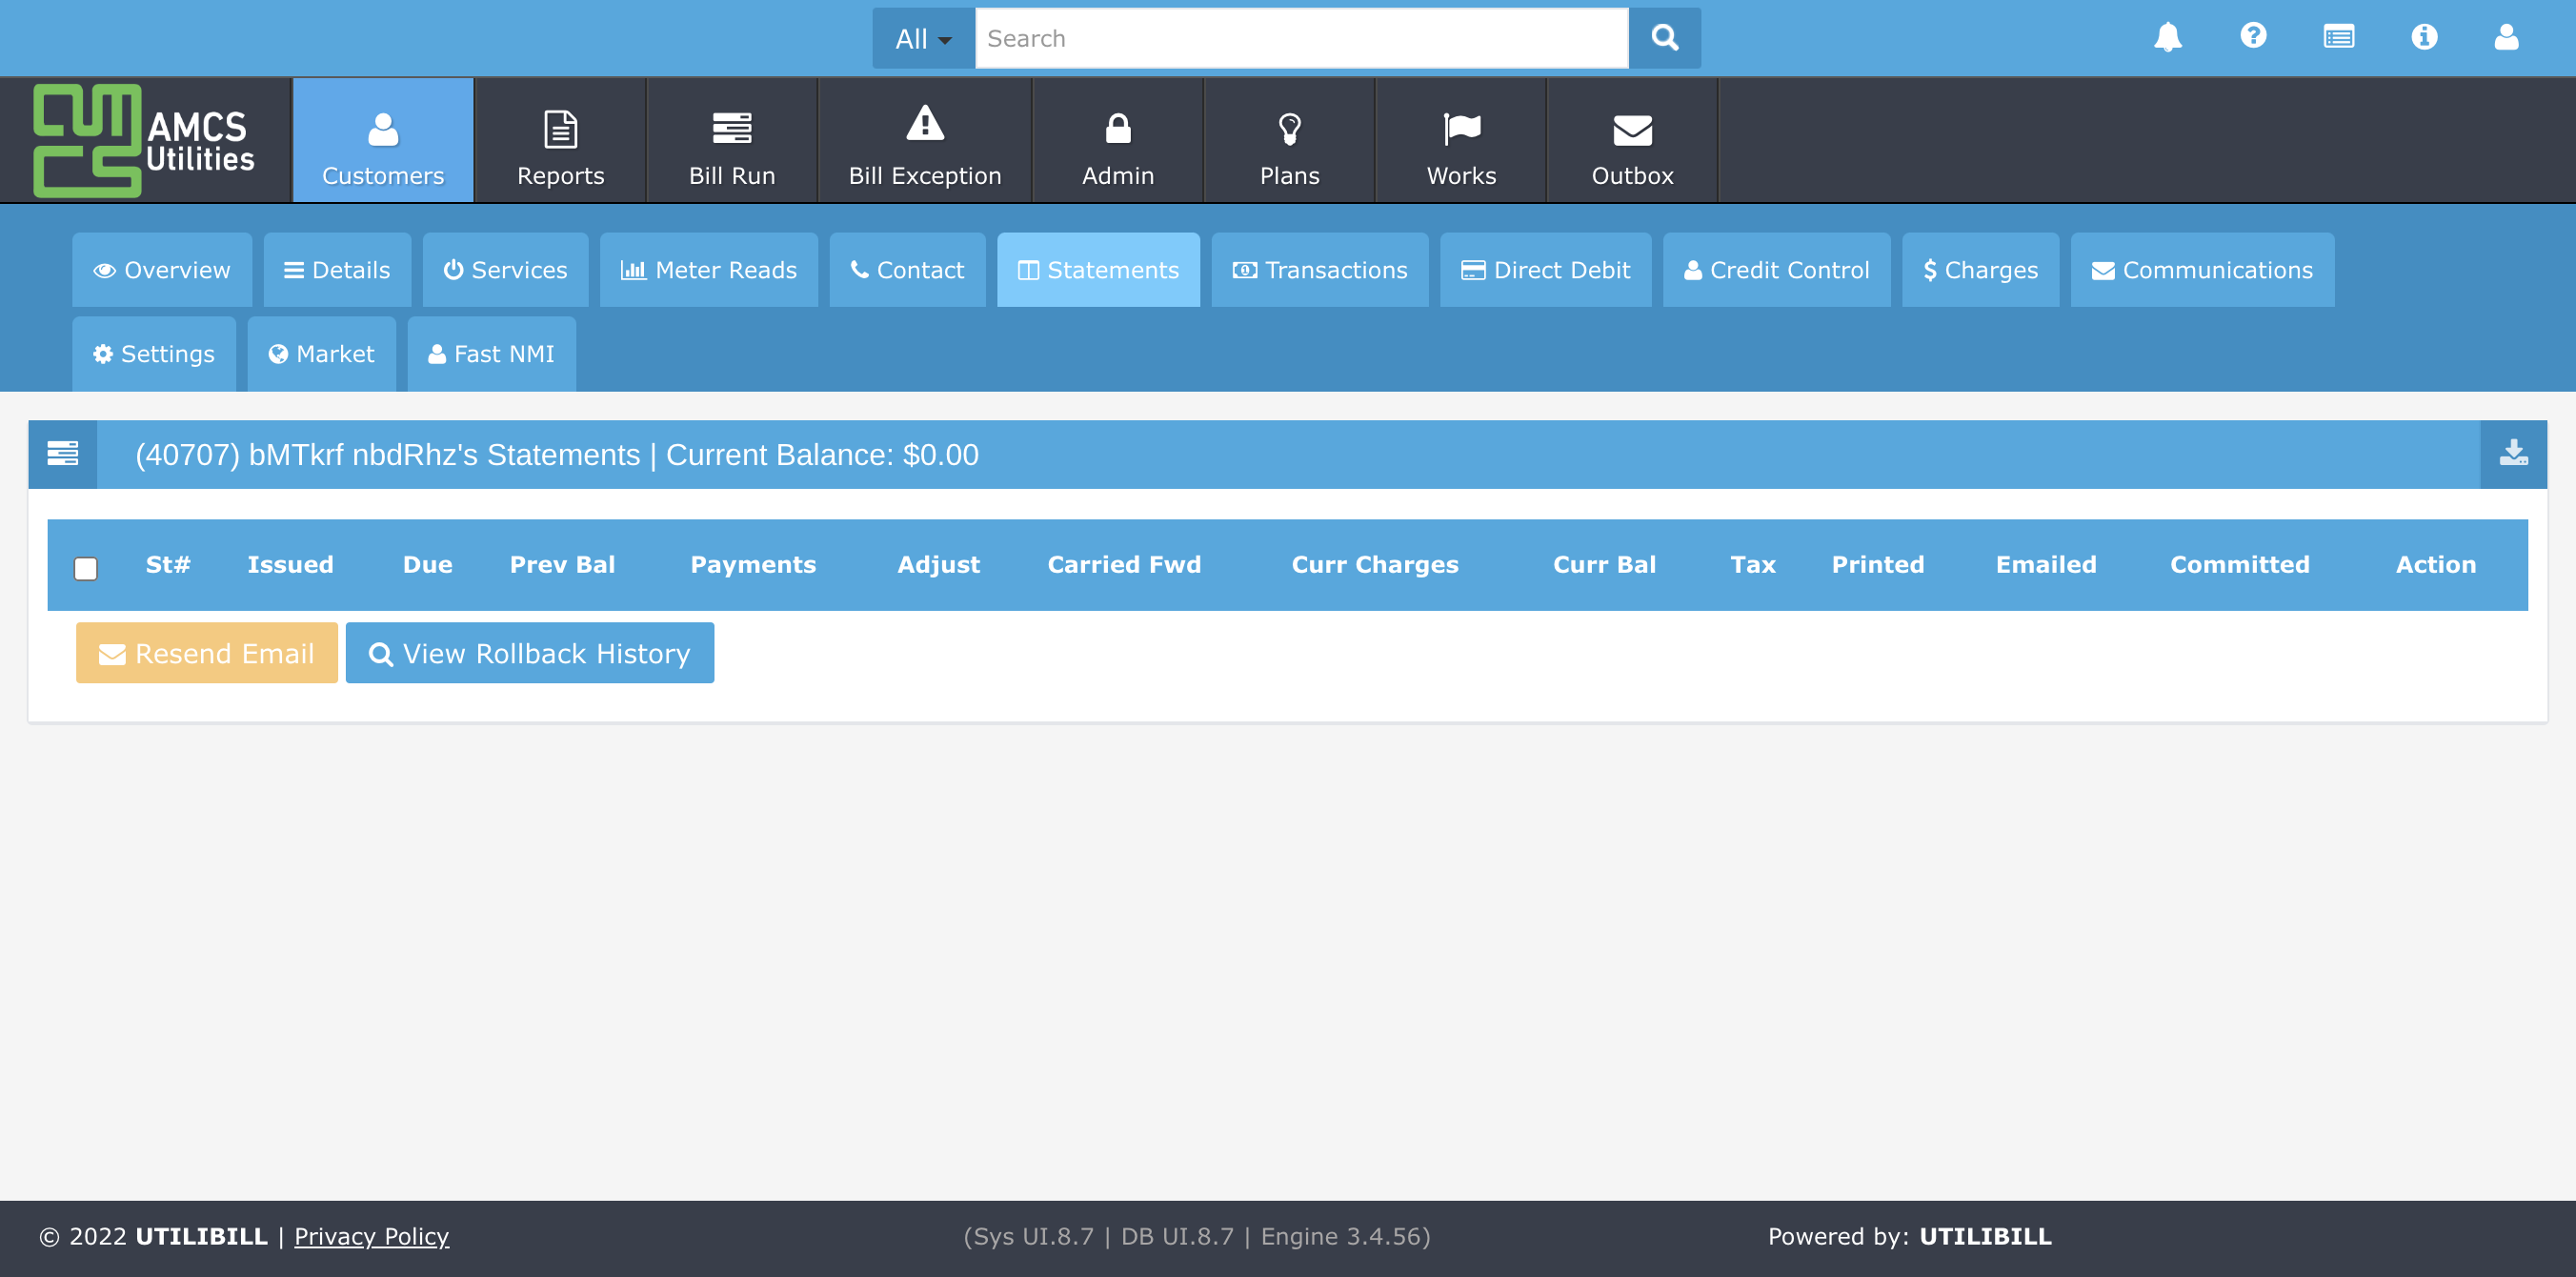 All
Search
AMCS
Utilities
Customers
Reports
Bill Run
Bill Exception
Admin
Plans
Works
Outbox
Overview
Details
Services
Meter Reads
Contact
Statements
Transactions
Direct Debit
Credit Control
Charges
Communications
Settings
Market
Fast NMI
(40707) bMTkrf nbdRhz's Statements | Current Balance: $0.00
St# Issued Due Prev Bal Payments Adjust Carried Fwd Curr Charges Curr Bal Tax Printed Emailed Committed Action
Resend Email
View Rollback History
© 2022 UTILIBILL | Privacy Policy
(Sys UI.8.7 | DB UI.8.7 | Engine 3.4.56)
Powered by: UTILIBILL